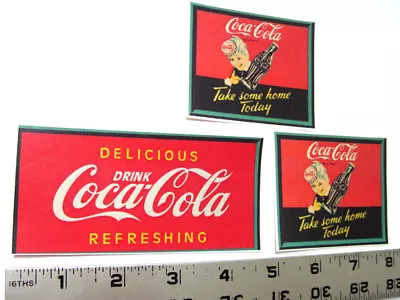 Coca-Cola
Take some home
Today
DELICIOUS
DRINK
Coca-Cola
REFRESHING
Coca-Cola
Take some home
Today
16THS 1 2 3 4 5 6 7 8